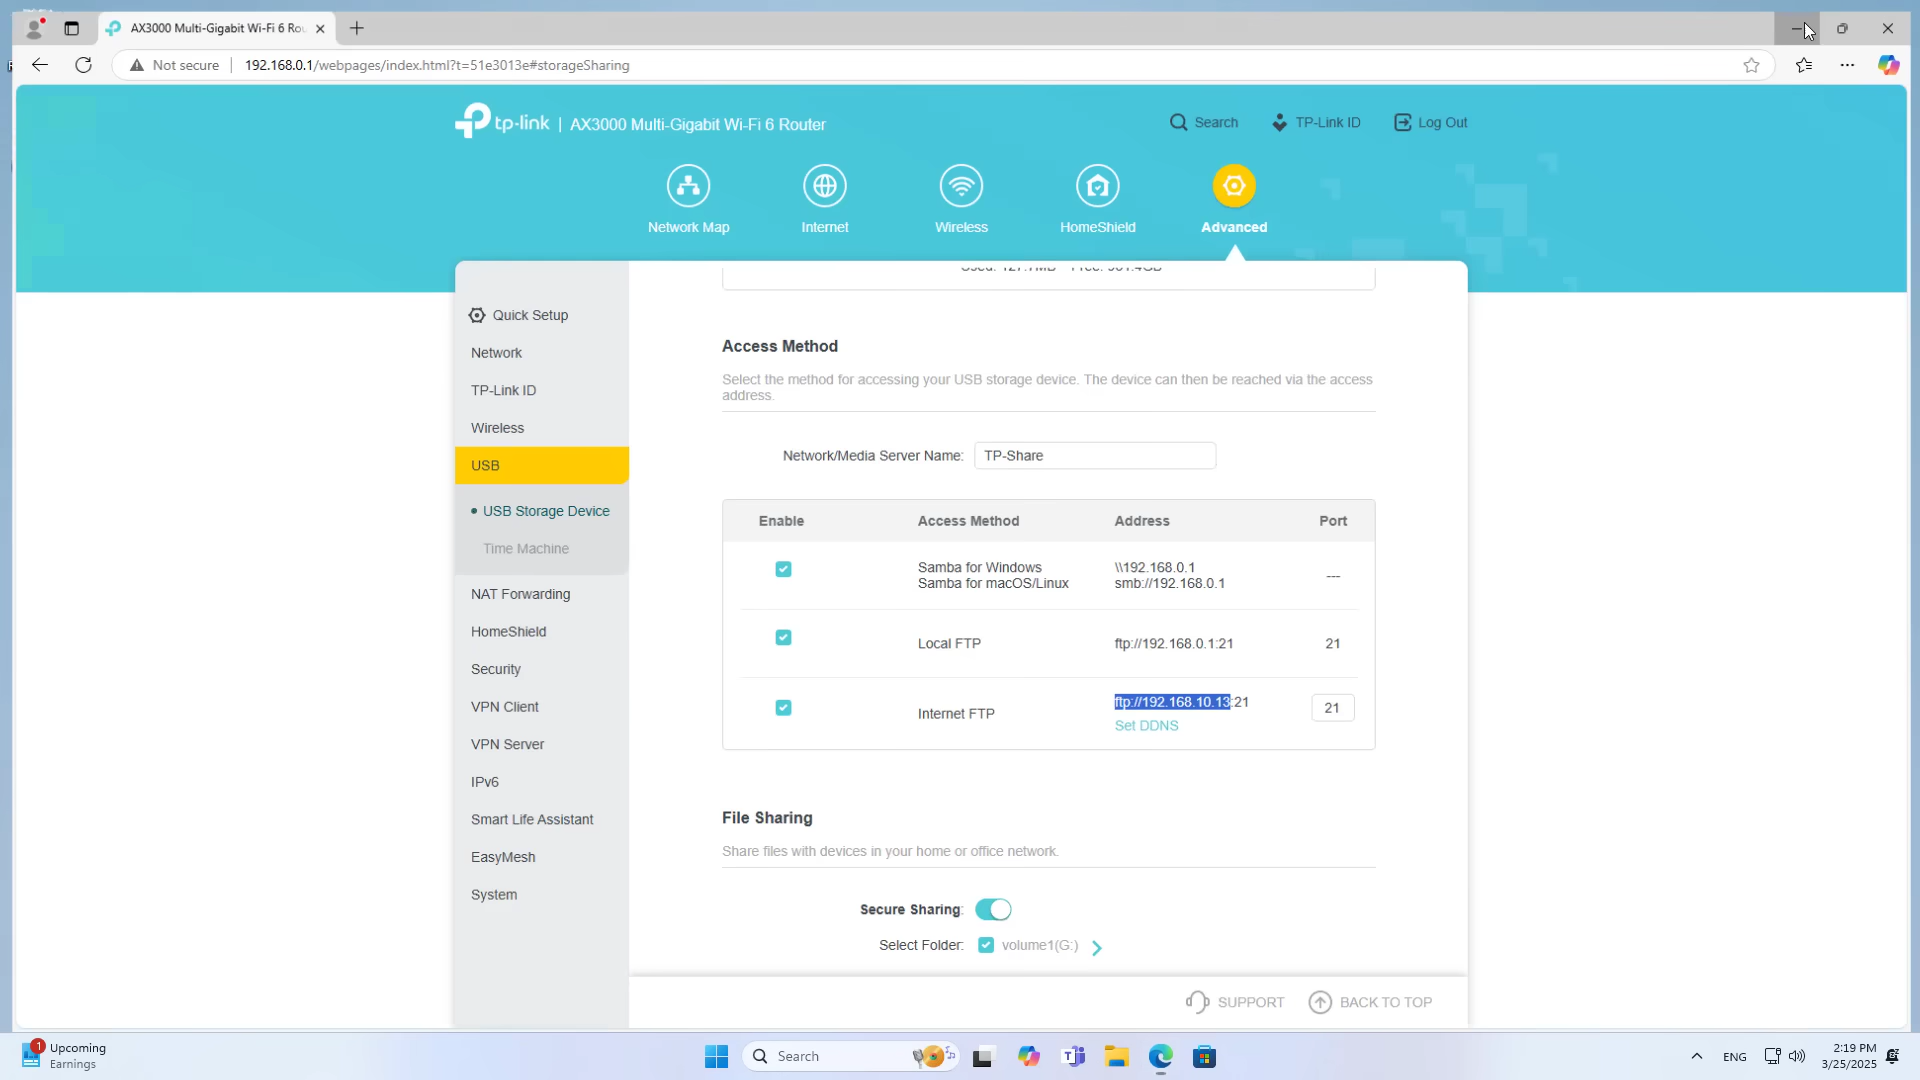 AX3000 Multi-Gigabit Wi-Fi 6 Rou
Not secure
192.168.0.1/webpages/index.html?t=51e3013e#storageSharing
tp-link | AX3000 Multi-Gigabit Wi-Fi 6 Router
Search
TP-Link ID
Log Out
Network Map
Internet
Wireless
HomeShield
Advanced
Used: 127.7MB Free: 931.4GB
Quick Setup
Network
TP-Link ID
Wireless
USB
USB Storage Device
Time Machine
NAT Forwarding
HomeShield
Security
VPN Client
VPN Server
IPv6
Smart Life Assistant
EasyMesh
System
Access Method
Select the method for accessing your USB storage device. The device can then be reached via the access
address.
Network/Media Server Name: TP-Share
Enable Access Method Address Port
Samba for Windows \\192.168.0.1
Samba for macOS/Linux smb://192.168.0.1 ---
Local FTP ftp://192.168.0.1:21 21
Internet FTP ftp://192.168.10.13:21 21
Set DDNS
File Sharing
Share files with devices in your home or office network.
Secure Sharing:
Select Folder: volume1(G:)
SUPPORT
BACK TO TOP
1
Upcoming
Earnings
Search
ENG
2:19 PM
3/25/2025